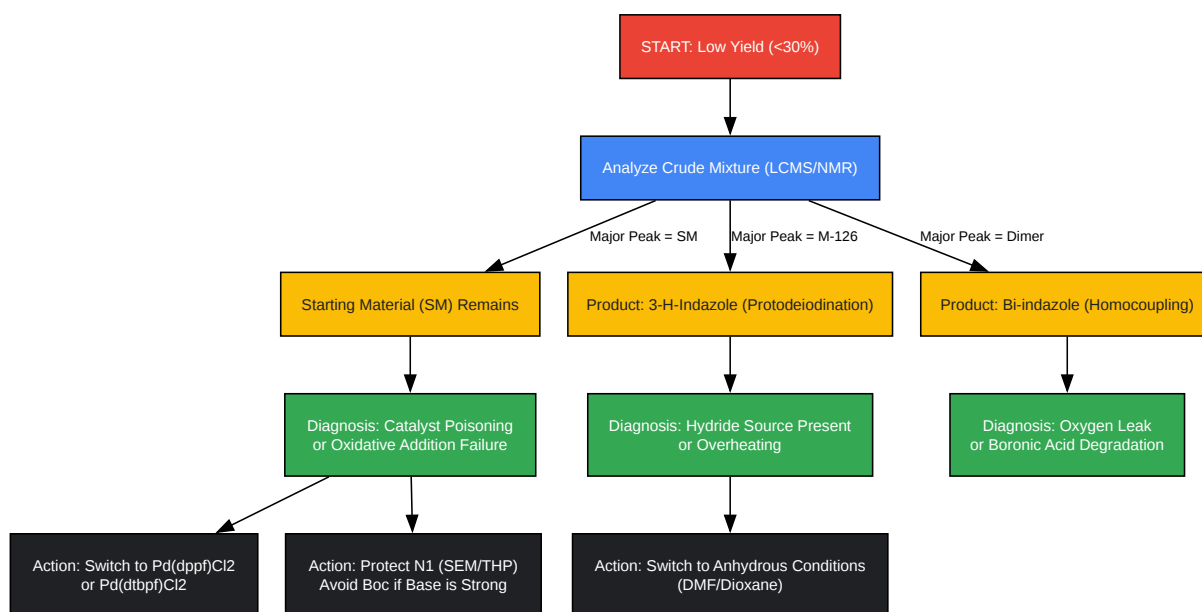 START: Low Yield (<30%)
Analyze Crude Mixture (LCMS/NMR)
Major Peak = SM
Major Peak = M-126
Major Peak = Dimer
Starting Material (SM) Remains
Product: 3-H-Indazole (Protodeiodination)
Product: Bi-indazole (Homocoupling)
Diagnosis: Catalyst Poisoning
or Oxidative Addition Failure
Diagnosis: Hydride Source Present
or Overheating
Diagnosis: Oxygen Leak
or Boronic Acid Degradation
Action: Switch to Pd(dppf)Cl2
or Pd(dtbpf)Cl2
Action: Protect N1 (SEM/THP)
Avoid Boc if Base is Strong
Action: Switch to Anhydrous Conditions
(DMF/Dioxane)